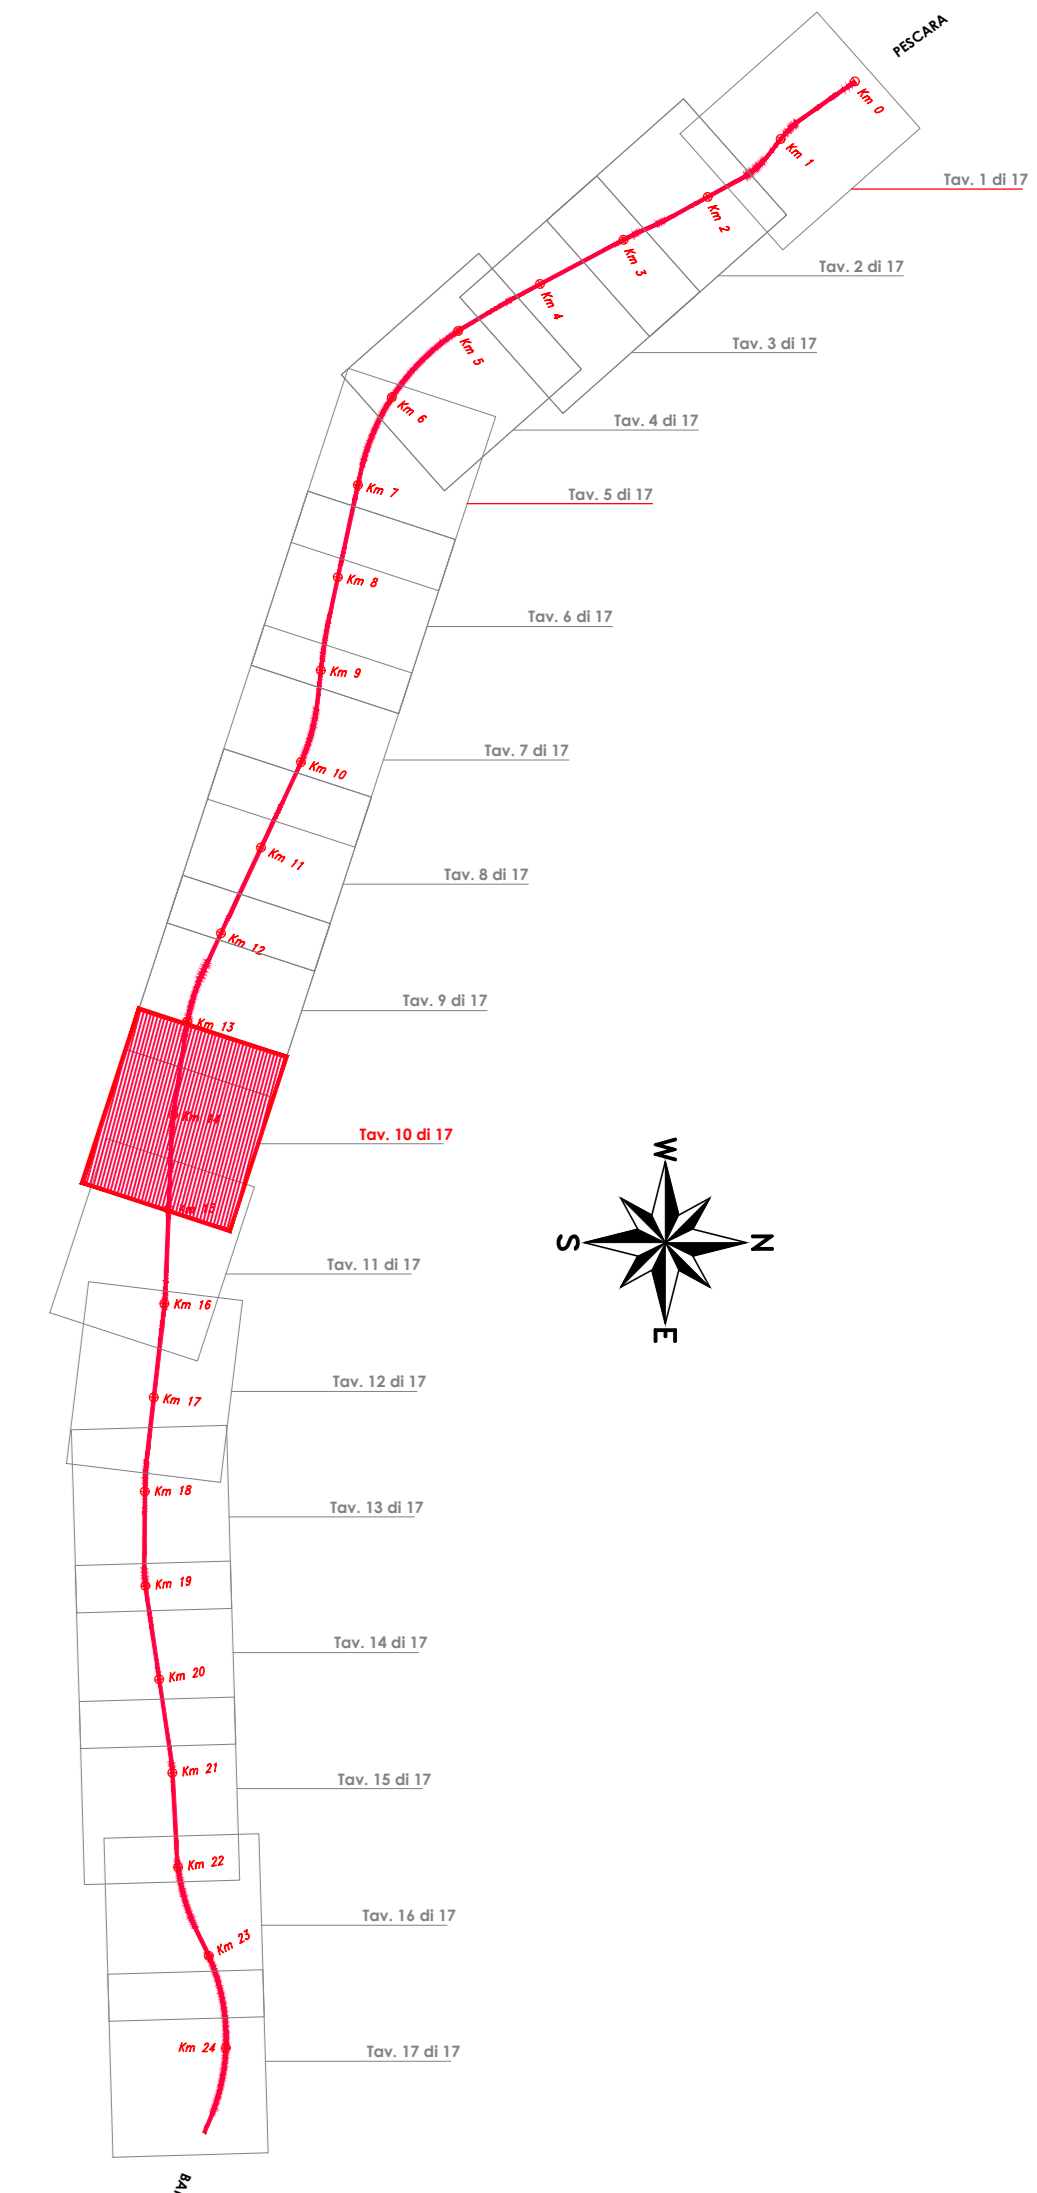 PESCARA
Km 0
Km 1
Tav. 1 di 17
Km 2
Km 3
Tav. 2 di 17
Km 4
Km 5
Tav. 3 di 17
Km 6
Tav. 4 di 17
Km 7
Tav. 5 di 17
Km 8
Tav. 6 di 17
Km 9
Tav. 7 di 17
Km 10
Km 11
Tav. 8 di 17
Km 12
Tav. 9 di 17
Km 13
Km 14
Tav. 10 di 17
W
Km 15
S
N
Tav. 11 di 17
Km 16
E
Tav. 12 di 17
Km 17
Km 18
Tav. 13 di 17
Km 19
Tav. 14 di 17
Km 20
Km 21
Tav. 15 di 17
Km 22
Tav. 16 di 17
Km 23
Km 24
Tav. 17 di 17